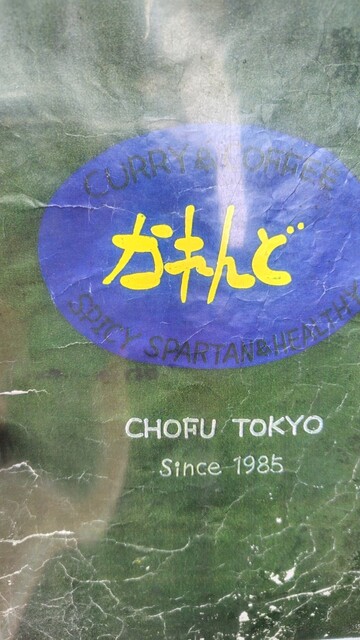 CURRY & COFFEE
かれんど
SPICY SPARTAN & HEALTHY
CHOFU TOKYO
Since 1985